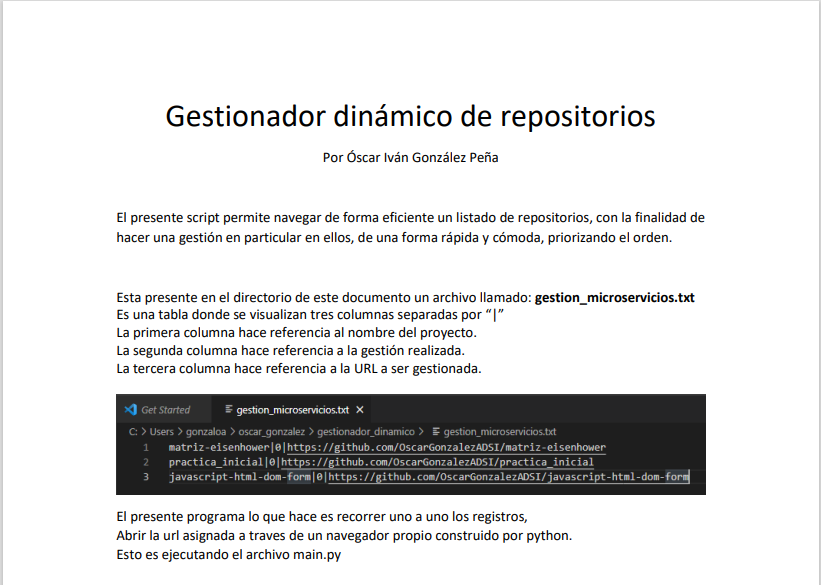 Gestionador dinámico de repositorios
Por Óscar Iván González Peña
El presente script permite navegar de forma eficiente un listado de repositorios, con la finalidad de
hacer una gestión en particular en ellos, de una forma rápida y cómoda, priorizando el orden.
Esta presente en el directorio de este documento un archivo llamado: gestion_microservicios.txt
Es una tabla donde se visualizan tres columnas separadas por “|”
La primera columna hace referencia al nombre del proyecto.
La segunda columna hace referencia a la gestión realizada.
La tercera columna hace referencia a la URL a ser gestionada.
Get Started gestion_microservicios.txt ×
C: > Users > gonzaloa > oscar_gonzalez > gestionador_dinamico > gestion_microservicios.txt
1 matriz-eisenhower|0|https://github.com/OscarGonzalezADSI/matriz-eisenhower
2 practica_inicial|0|https://github.com/OscarGonzalezADSI/practica_inicial
3 javascript-html-dom-form|0|https://github.com/OscarGonzalezADSI/javascript-html-dom-form
El presente programa lo que hace es recorrer uno a uno los registros,
Abrir la url asignada a traves de un navegador propio construido por python.
Esto es ejecutando el archivo main.py